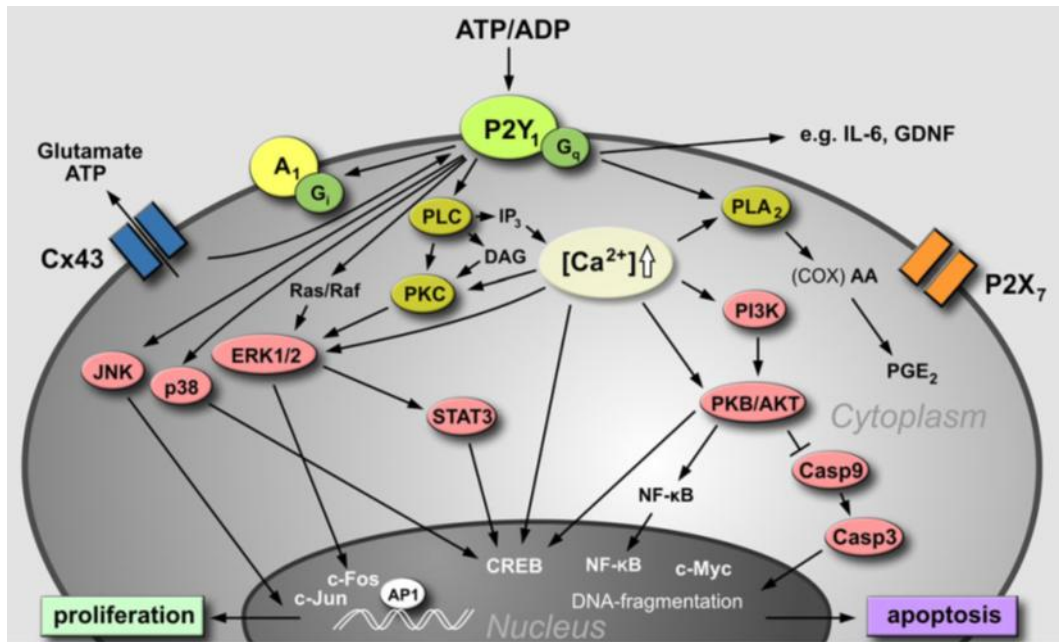 ATP/ADP
P2Y₁
Gq
e.g. IL-6, GDNF
Glutamate
ATP
A₁
Gᵢ
PLC
IP₃
PLA₂
Cx43
DAG
[Ca²⁺]
(COX) AA
P2X₇
Ras/Raf
PKC
PI3K
ERK1/2
JNK
p38
PGE₂
STAT3
PKB/AKT
Cytoplasm
Casp9
NF-κB
Casp3
CREB
NF-κB
c-Myc
c-Fos
c-Jun
AP1
DNA-fragmentation
proliferation
Nucleus
apoptosis